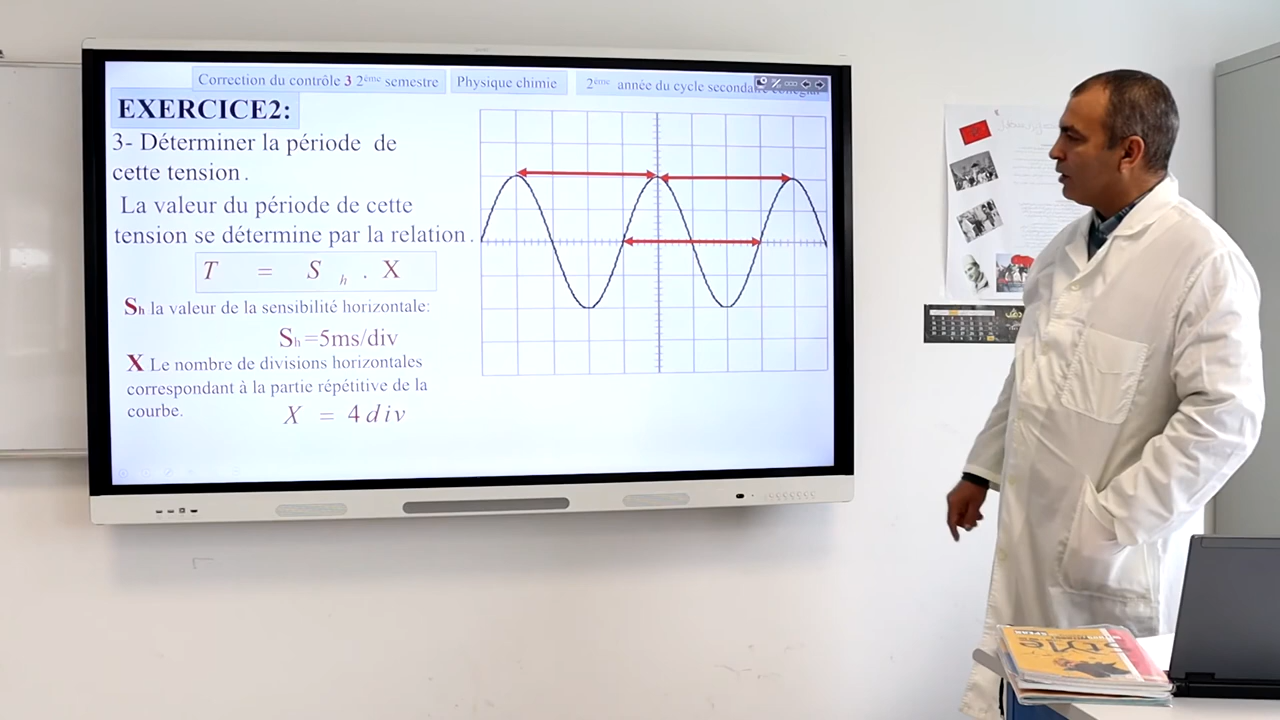 Correction du contrôle 3 2ème semestre
Physique chimie
2ème année du cycle secondaire
EXERCICE2:
3- Déterminer la période de
cette tension.
La valeur du période de cette
tension se détermine par la relation.
T = S h . X
Sh la valeur de la sensibilité horizontale:
Sh=5ms/div
X Le nombre de divisions horizontales
correspondant à la partie répétitive de la
courbe.
X = 4 div